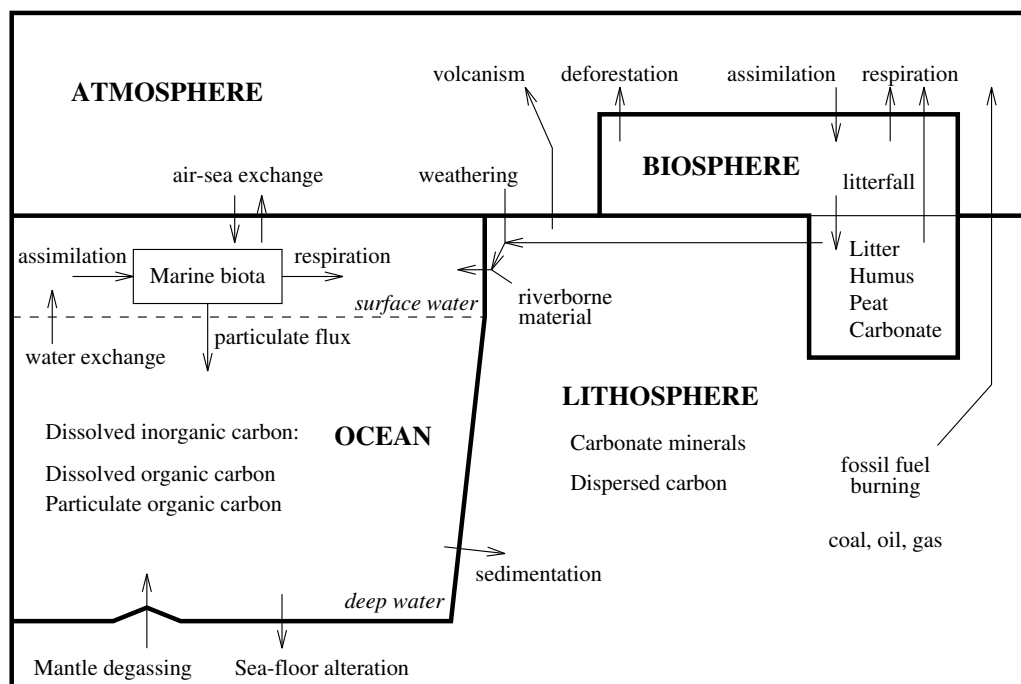 volcanism
deforestation
assimilation
respiration
ATMOSPHERE
BIOSPHERE
air-sea exchange
weathering
litterfall
assimilation
Marine biota
respiration
Litter
Humus
Peat
Carbonate
surface water
riverborne
material
water exchange
particulate flux
LITHOSPHERE
Carbonate minerals
Dispersed carbon
OCEAN
Dissolved inorganic carbon:
Dissolved organic carbon
Particulate organic carbon
fossil fuel
burning
coal, oil, gas
sedimentation
deep water
Mantle degassing
Sea-floor alteration